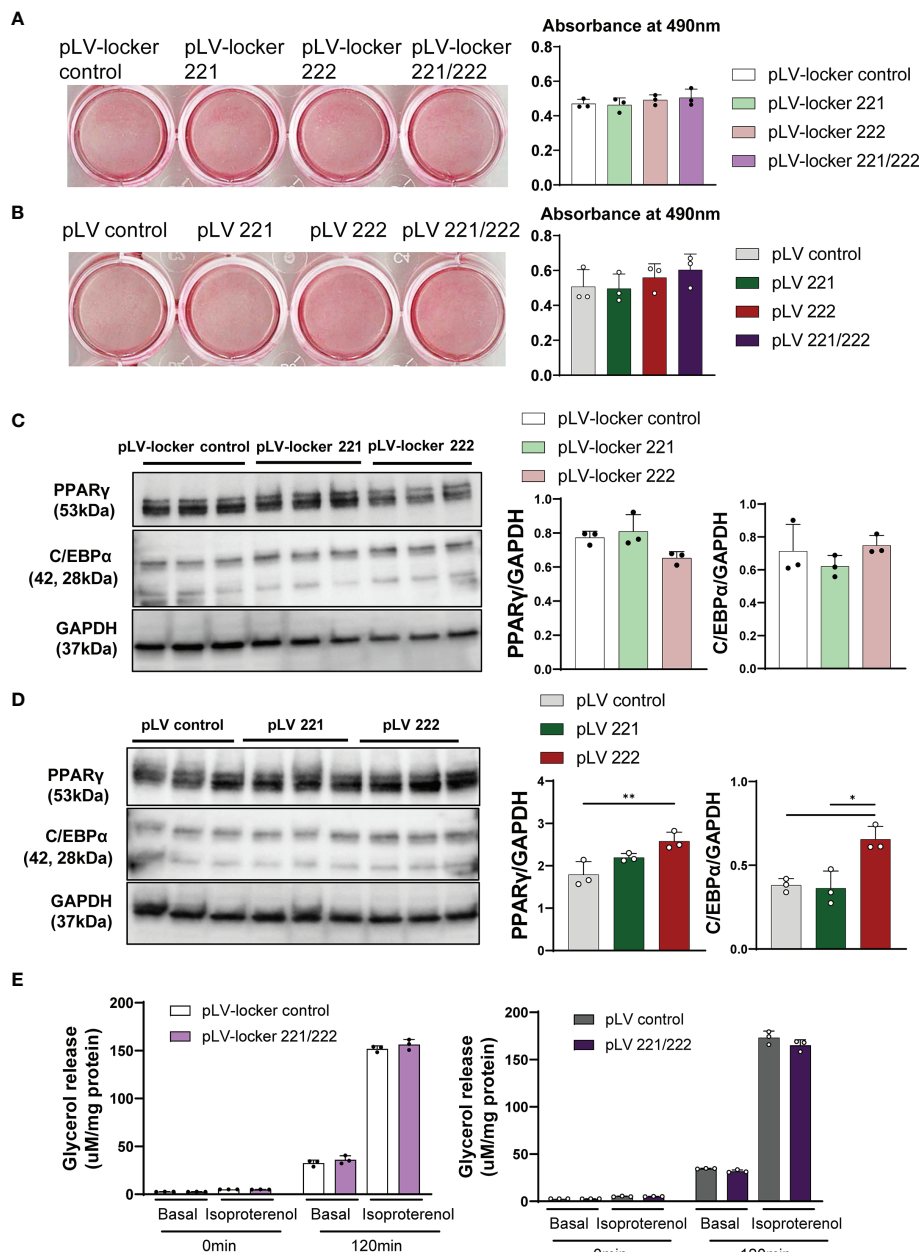 A
pLV-locker control
pLV-locker 221
pLV-locker 222
pLV-locker 221/222
Absorbance at 490nm
0.8
0.6
0.4
0.2
0.0
pLV-locker control
pLV-locker 221
pLV-locker 222
pLV-locker 221/222
B
pLV control
pLV 221
pLV 222
pLV 221/222
Absorbance at 490nm
0.8
0.6
0.4
0.2
0.0
pLV control
pLV 221
pLV 222
pLV 221/222
C
pLV-locker control
pLV-locker 221
pLV-locker 222
PPARγ
(53kDa)
C/EBPα
(42, 28kDa)
GAPDH
(37kDa)
pLV-locker control
pLV-locker 221
pLV-locker 222
PPARγ/GAPDH
1.0
0.8
0.6
0.4
0.2
0.0
C/EBPα/GAPDH
1.0
0.8
0.6
0.4
0.2
0.0
D
pLV control
pLV 221
pLV 222
PPARγ
(53kDa)
C/EBPα
(42, 28kDa)
GAPDH
(37kDa)
pLV control
pLV 221
pLV 222
PPARγ/GAPDH
4
3
2
1
0
**
C/EBPα/GAPDH
1.0
0.5
0.0
*
E
Glycerol release
(uM/mg protein)
200
150
100
50
0
pLV-locker control
pLV-locker 221/222
Basal
Isoproterenol
Basal
Isoproterenol
0min
120min
Glycerol release
(uM/mg protein)
200
150
100
50
0
pLV control
pLV 221/222
Basal
Isoproterenol
Basal
Isoproterenol